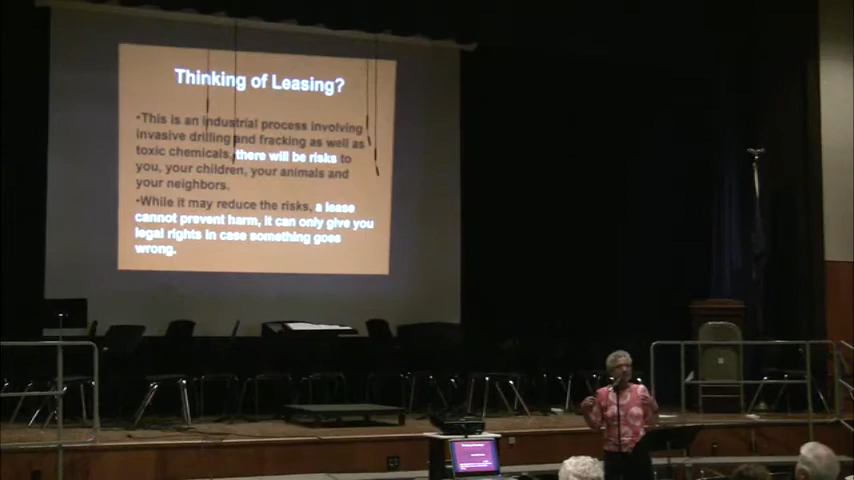 Thinking of Leasing?
•This is an industrial process involving
invasive drilling and fracking as well as
toxic chemicals, there will be risks to
you, your children, your animals and
your neighbors.
•While it may reduce the risks, a lease
cannot prevent harm, it can only give you
legal rights in case something goes
wrong.